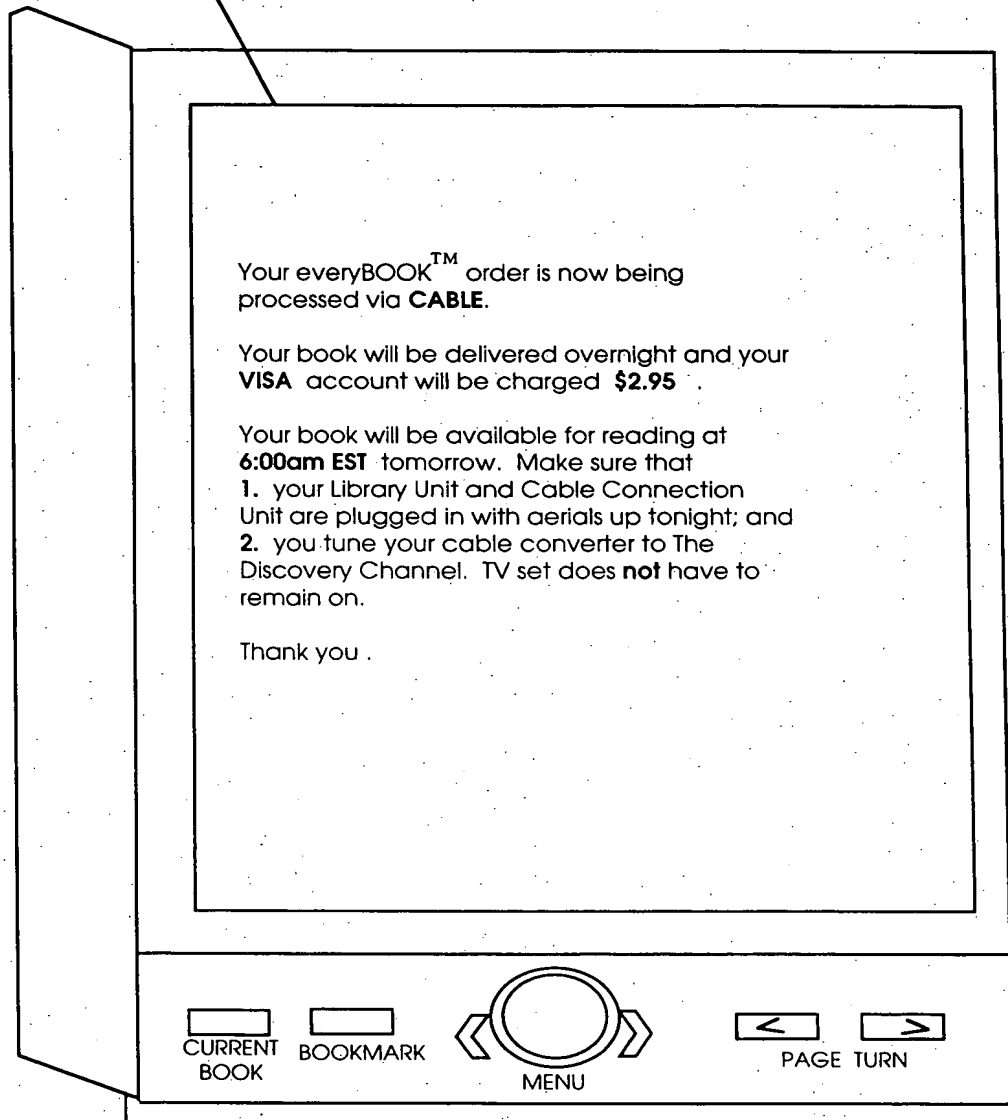 Your everyBOOK™ order is now being
processed via CABLE.
Your book will be delivered overnight and your
VISA account will be charged $2.95 .
Your book will be available for reading at
6:00am EST tomorrow. Make sure that
1. your Library Unit and Cable Connection
Unit are plugged in with aerials up tonight; and
2. you tune your cable converter to The
Discovery Channel. TV set does not have to
remain on.
Thank you .
CURRENT
BOOK
BOOKMARK
MENU
< >
PAGE TURN